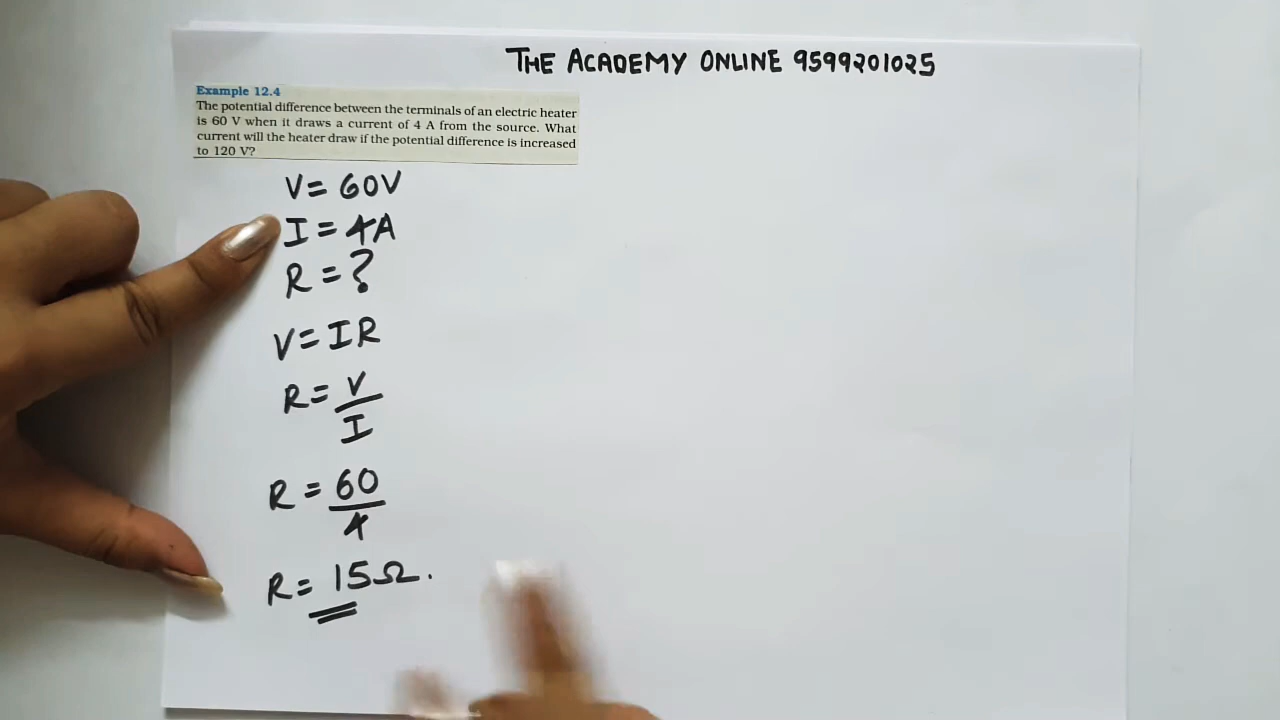 THE ACADEMY ONLINE 9599201025
Example 12.4
The potential difference between the terminals of an electric heater
is 60 V when it draws a current of 4 A from the source. What
current will the heater draw if the potential difference is increased
to 120 V?
V = 60V
I = 4A
R = ?
V = IR
R = V/I
R = 60/4
R = 15Ω.